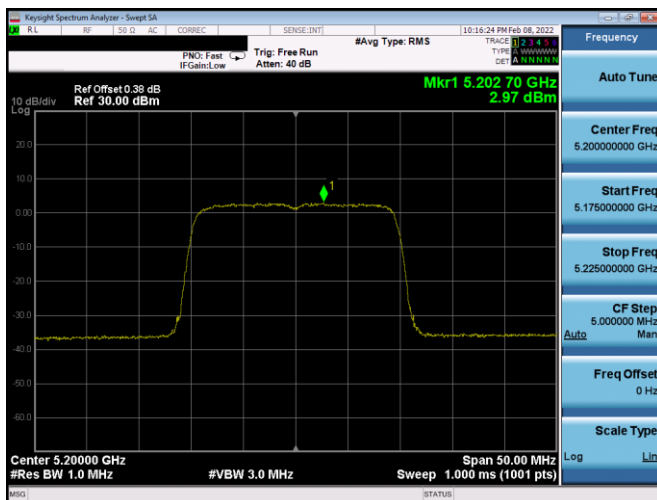 Keysight Spectrum Analyzer - Swept SA
RL RF 50 Ω AC CORREC SENSE:INT 10:16:24 PM Feb 08, 2022
#Avg Type: RMS
TRACE 1 2 3 4 5 6
TYPE A WWWWW
DET A N N N N N
PNO: Fast
IFGain:Low
Trig: Free Run
Atten: 40 dB
Mkr1 5.202 70 GHz
2.97 dBm
Ref Offset 0.38 dB
10 dB/div Ref 30.00 dBm
Log
1
20.0
10.0
0.00
-10.0
-20.0
-30.0
-40.0
-50.0
-60.0
Center 5.20000 GHz Span 50.00 MHz
#Res BW 1.0 MHz #VBW 3.0 MHz Sweep 1.000 ms (1001 pts)
MSG STATUS
Frequency
Auto Tune
Center Freq
5.200000000 GHz
Start Freq
5.175000000 GHz
Stop Freq
5.225000000 GHz
CF Step
5.000000 MHz
Auto Man
Freq Offset
0 Hz
Scale Type
Log Lin